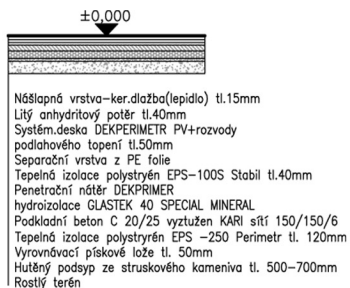 ±0,000
Nášlapná vrstva-ker.dlažba(lepidlo) tl.15mm
Litý anhydritový potěr tl.40mm
Systém.deska DEKPERIMETR PV+rozvody
podlahového topení tl.50mm
Separační vrstva z PE folie
Tepelná izolace polystyrén EPS-100S Stabil tl.40mm
Penetrační nátěr DEKPRIMER
hydroizolace GLASTEK 40 SPECIAL MINERAL
Podkladní beton C 20/25 vyztužen KARI sítí 150/150/6
Tepelná izolace polystyrén EPS -250 Perimetr tl. 120mm
Vyrovnávací pískové lože tl. 50mm
Hutěný podsyp ze struskového kameniva tl. 500-700mm
Rostlý terén